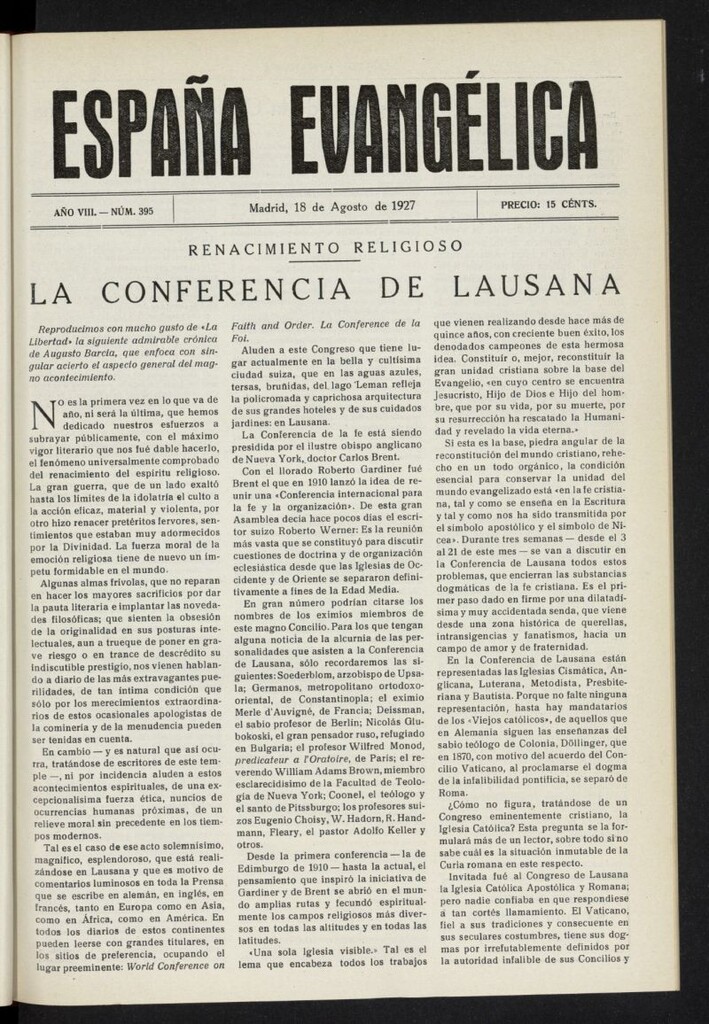 ESPAÑA EVANGÉLICA
AÑO VIII. — NÚM. 395
Madrid, 18 de Agosto de 1927
PRECIO: 15 CÉNTS.
RENACIMIENTO RELIGIOSO
LA CONFERENCIA DE LAUSANA
Reproducimos con mucho gusto de «La
Libertad» la siguiente admirable crónica
de Augusto Barcia, que enfoca con sin-
gular acierto el aspecto general del mag-
no acontecimiento.
No es la primera vez en lo que va de
año, ni será la última, que hemos
dedicado nuestros esfuerzos a
subrayar públicamente, con el máximo
vigor literario que nos fué dable hacerlo,
el fenómeno universalmente comprobado
del renacimiento del espíritu religioso.
La gran guerra, que de un lado exaltó
hasta los límites de la idolatría el culto a
la acción eficaz, material y violenta, por
otro hizo renacer pretéritos fervores, sen-
timientos que estaban muy adormecidos
por la Divinidad. La fuerza moral de la
emoción religiosa tiene de nuevo un ím-
petu formidable en el mundo.
Algunas almas frívolas, que no reparan
en hacer los mayores sacrificios por dar
la pauta literaria e implantar las noveda-
des filosóficas; que sienten la obsesión
de la originalidad en sus posturas inte-
lectuales, aun a trueque de poner en gra-
ve riesgo o en trance de descrédito su
indiscutible prestigio, nos vienen hablan-
do a diario de las más extravagantes pue-
rilidades, de tan íntima condición que
sólo por los merecimientos extraordina-
rios de estos ocasionales apologistas de
la cominería y de la menudencia pueden
ser tenidas en cuenta.
En cambio — y es natural que así ocu-
rra, tratándose de escritores de este tem-
ple —, ni por incidencia aluden a estos
acontecimientos espirituales, de una ex-
cepcionalísima fuerza ética, nuncios de
ocurrencias humanas próximas, de un
relieve moral sin precedente en los tiem-
pos modernos.
Tal es el caso de ese acto solemnísimo,
magnífico, esplendoroso, que está reali-
zándose en Lausana y que es motivo de
comentarios luminosos en toda la Prensa
que se escribe en alemán, en inglés, en
francés, tanto en Europa como en Asia,
como en África, como en América. En
todos los diarios de estos continentes
pueden leerse con grandes titulares, en
los sitios de preferencia, ocupando el
lugar preeminente: World Conference on
Faith and Order. La Conference de la
Foi.
Aluden a este Congreso que tiene lu-
gar actualmente en la bella y cultísima
ciudad suiza, que en las aguas azules,
tersas, bruñidas, del lago Leman refleja
la policromada y caprichosa arquitectura
de sus grandes hoteles y de sus cuidados
jardines: en Lausana.
La Conferencia de la fe está siendo
presidida por el ilustre obispo anglicano
de Nueva York, doctor Carlos Brent.
Con el llorado Roberto Gardiner fué
Brent el que en 1910 lanzó la idea de re-
unir una «Conferencia internacional para
la fe y la organización». De esta gran
Asamblea decía hace pocos días el escri-
tor suizo Roberto Werner: Es la reunión
más vasta que se constituyó para discutir
cuestiones de doctrina y de organización
eclesiástica desde que las Iglesias de Oc-
cidente y de Oriente se separaron defini-
tivamente a fines de la Edad Media.
En gran número podrían citarse los
nombres de los eximios miembros de
este magno Concilio. Para los que tengan
alguna noticia de la alcurnia de las per-
sonalidades que asisten a la Conferencia
de Lausana, sólo recordaremos las si-
guientes: Soederblom, arzobispo de Upsa-
la; Germanos, metropolitano ortodoxo-
oriental, de Constantinopla; el eximio
Merle d'Auvigné, de Francia; Deissman,
el sabio profesor de Berlín; Nicolás Glu-
bokoski, el gran pensador ruso, refugiado
en Bulgaria; el profesor Wilfred Monod,
predicateur a l'Oratoire, de París; el re-
verendo William Adams Brown, miembro
esclarecidísimo de la Facultad de Teolo-
gía de Nueva York; Coonel, el teólogo y
el santo de Pitssburgo; los profesores sui-
zos Eugenio Choisy, W. Hadorn, R. Hand-
mann, Fleary, el pastor Adolfo Keller y
otros.
Desde la primera conferencia — la de
Edimburgo de 1910 — hasta la actual, el
pensamiento que inspiró la iniciativa de
Gardiner y de Brent se abrió en el mun-
do amplias rutas y fecundó espiritual-
mente los campos religiosos más diver-
sos en todas las altitudes y en todas las
latitudes.
«Una sola Iglesia visible.» Tal es el
lema que encabeza todos los trabajos
que vienen realizando desde hace más de
quince años, con creciente buen éxito, los
denodados campeones de esta hermosa
idea. Constituir o, mejor, reconstituir la
gran unidad cristiana sobre la base del
Evangelio, «en cuyo centro se encuentra
Jesucristo, Hijo de Dios e Hijo del hom-
bre, que por su vida, por su muerte, por
su resurrección ha rescatado la Humani-
dad y revelado la vida eterna.»
Si esta es la base, piedra angular de la
reconstitución del mundo cristiano, rehe-
cho en un todo orgánico, la condición
esencial para conservar la unidad del
mundo evangelizado está «en la fe cristia-
na, tal y como se enseña en la Escritura
y tal y como nos ha sido transmitida por
el símbolo apostólico y el símbolo de Ni-
cea». Durante tres semanas — desde el 3
al 21 de este mes — se van a discutir en
la Conferencia de Lausana todos estos
problemas, que encierran las substancias
dogmáticas de la fe cristiana. Es el pri-
mer paso dado en firme por una dilatadí-
sima y muy accidentada senda, que viene
desde una zona histórica de querellas,
intransigencias y fanatismos, hacia un
campo de amor y de fraternidad.
En la Conferencia de Lausana están
representadas las Iglesias Cismática, An-
glicana, Luterana, Metodista, Presbite-
riana y Bautista. Porque no falte ninguna
representación, hasta hay mandatarios
de los «Viejos católicos», de aquellos que
en Alemania siguen las enseñanzas del
sabio teólogo de Colonia, Döllinger, que
en 1870, con motivo del acuerdo del Con-
cilio Vaticano, al proclamarse el dogma
de la infalibilidad pontificia, se separó de
Roma.
¿Cómo no figura, tratándose de un
Congreso eminentemente cristiano, la
Iglesia Católica? Esta pregunta se la for-
mulará más de un lector, sobre todo si no
sabe cuál es la situación inmutable de la
Curia romana en este respecto.
Invitada fué al Congreso de Lausana
la Iglesia Católica Apostólica y Romana;
pero nadie confiaba en que respondiese
a tan cortés llamamiento. El Vaticano,
fiel a sus tradiciones y consecuente en
sus seculares costumbres, tiene sus dog-
mas por irrefutablemente definidos por
la autoridad infalible de sus Concilios y